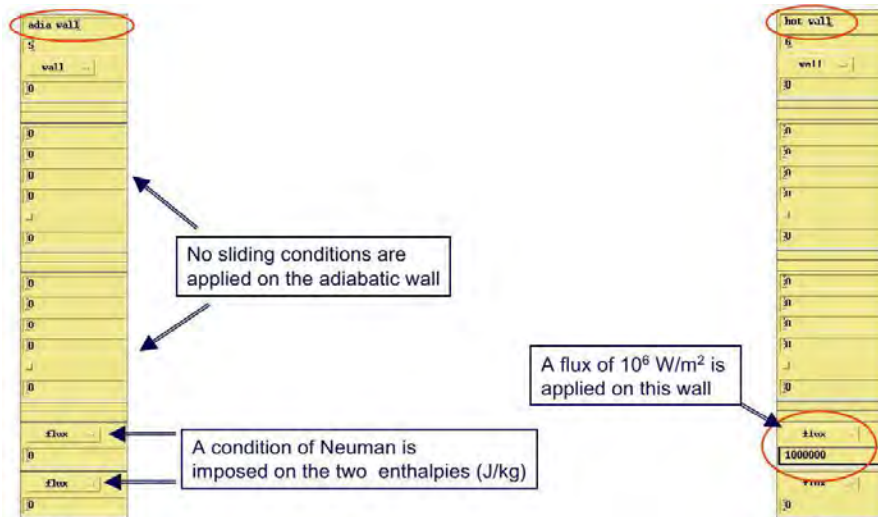 adia wall
5
wall
0
0
0
0
0
0
0
0
0
0
0
flux
0
flux
0
No sliding conditions are
applied on the adiabatic wall
A condition of Neuman is
imposed on the two enthalpies (J/kg)
hot wall
6
wall
0
0
0
0
0
0
0
0
0
0
0
flux
1000000
flux
0
A flux of 10⁶ W/m² is
applied on this wall